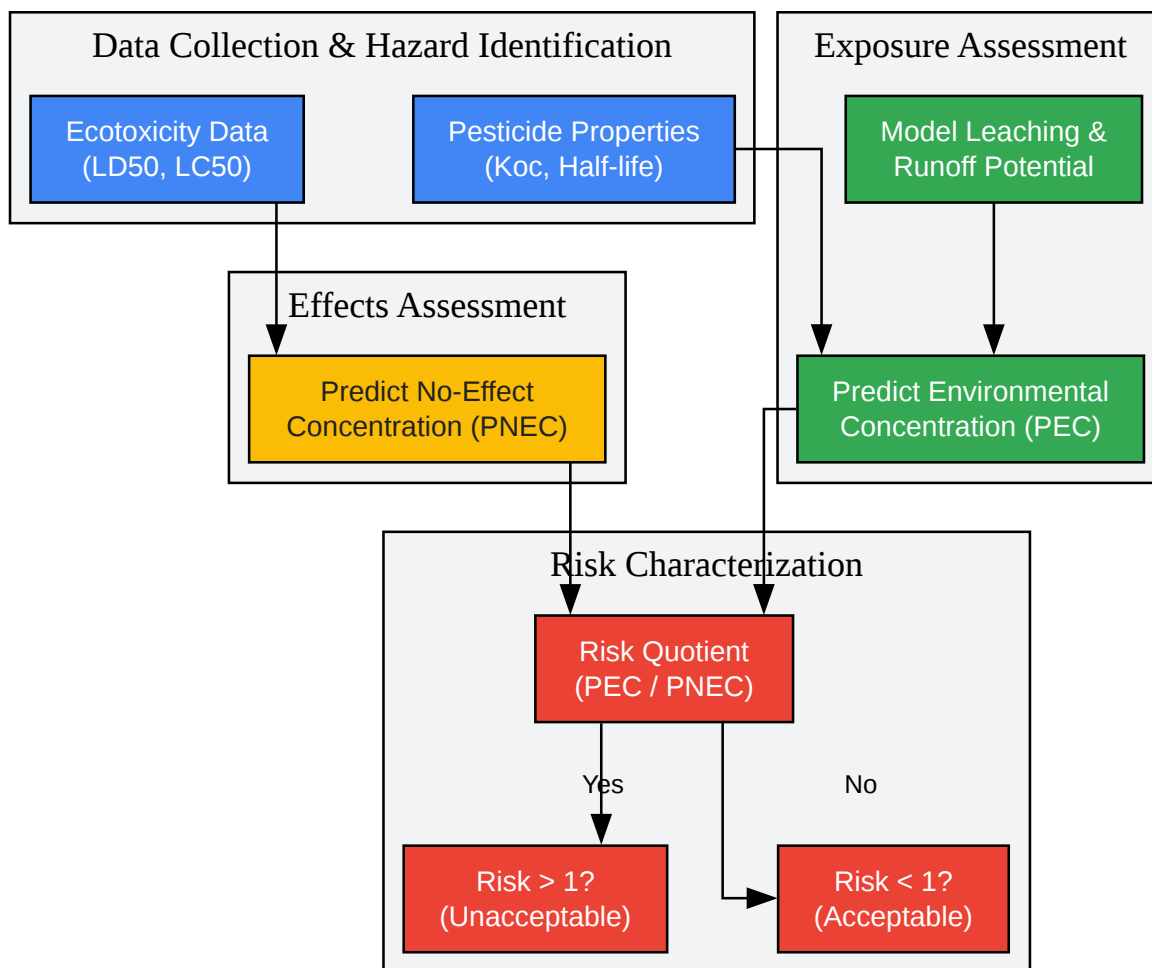 Data Collection & Hazard Identification
Exposure Assessment
Ecotoxicity Data
(LD50, LC50)
Pesticide Properties
(Koc, Half-life)
Model Leaching &
Runoff Potential
Effects Assessment
Predict No-Effect
Concentration (PNEC)
Predict Environmental
Concentration (PEC)
Risk Characterization
Risk Quotient
(PEC / PNEC)
Yes
No
Risk > 1?
(Unacceptable)
Risk < 1?
(Acceptable)